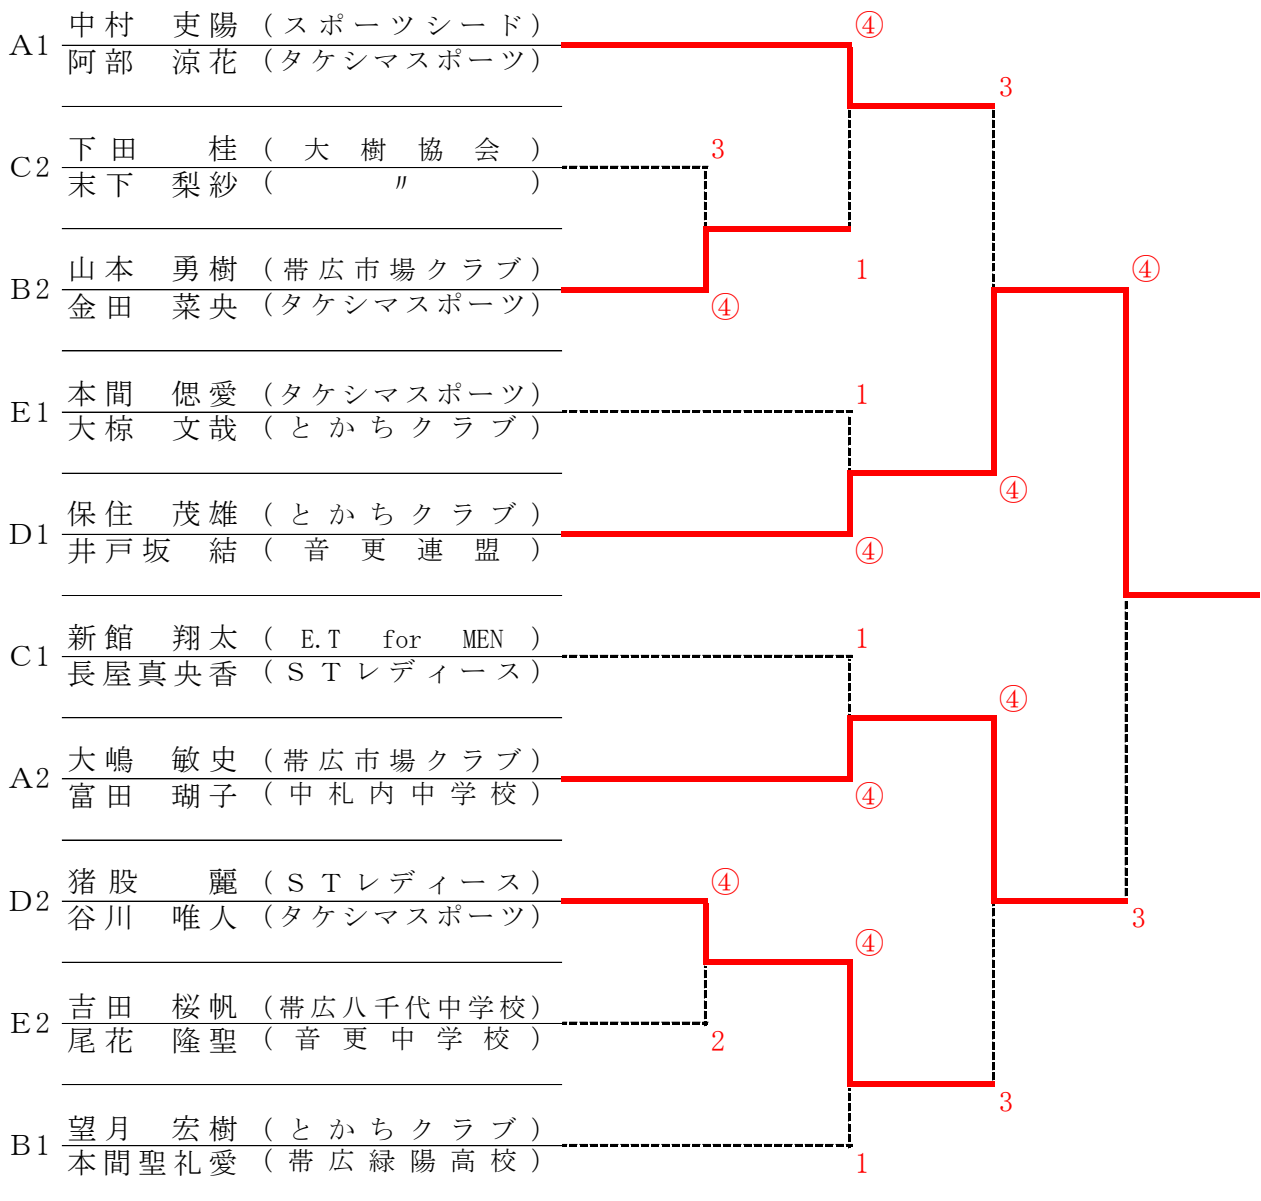 中村 吏陽 (スポーツシード)
A1
阿部 涼花 (タケシマスポーツ)
④
3
下田 桂 ( 大樹協会 )
C2
末下 梨紗 ( 〃 )
3
山本 勇樹 (帯広市場クラブ)
B2
金田 菜央 (タケシマスポーツ)
④
1
④
本間 偲愛 (タケシマスポーツ)
E1
大椋 文哉 (とかちクラブ)
1
④
保住 茂雄 (とかちクラブ)
D1
井戸坂 結 ( 音更連盟 )
④
新館 翔太 ( E.T for MEN )
C1
長屋真央香 (STレディース)
1
④
大嶋 敏史 (帯広市場クラブ)
A2
富田 瑚子 (中札内中学校)
④
猪股 麗 (STレディース)
D2
谷川 唯人 (タケシマスポーツ)
④
④
3
吉田 桜帆 (帯広八千代中学校)
E2
尾花 隆聖 (音更中学校)
2
3
望月 宏樹 (とかちクラブ)
B1
本間聖礼愛 (帯広緑陽高校)
1